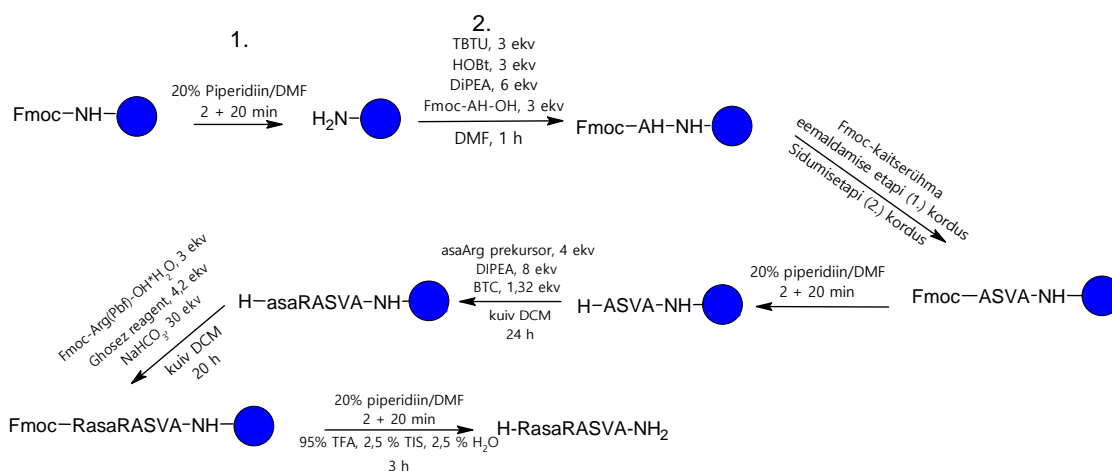 1.
2.
Fmoc–NH
20% Piperidiin/DMF
2 + 20 min
H₂N
TBTU, 3 ekv
HOBt, 3 ekv
DiPEA, 6 ekv
Fmoc-AH-OH, 3 ekv
DMF, 1 h
Fmoc–AH–NH
Fmoc-kaitserühma
eemaldamise etapi (1.) kordus
Sidumisetapi (2.) kordus
Fmoc–ASVA–NH
20% piperidiin/DMF
2 + 20 min
H–ASVA–NH
asaArg prekursor, 4 ekv
DIPEA, 8 ekv
BTC, 1,32 ekv
kuiv DCM
24 h
H–asaRASVA–NH
Fmoc-Arg(Pbf)-OH*H₂O, 3 ekv
Ghosez reagent, 4,2 ekv
NaHCO₃, 30 ekv
kuiv DCM
20 h
Fmoc–RasaRASVA–NH
20% piperidiin/DMF
2 + 20 min
95% TFA, 2,5 % TIS, 2,5 % H₂O
3 h
H-RasaRASVA-NH₂